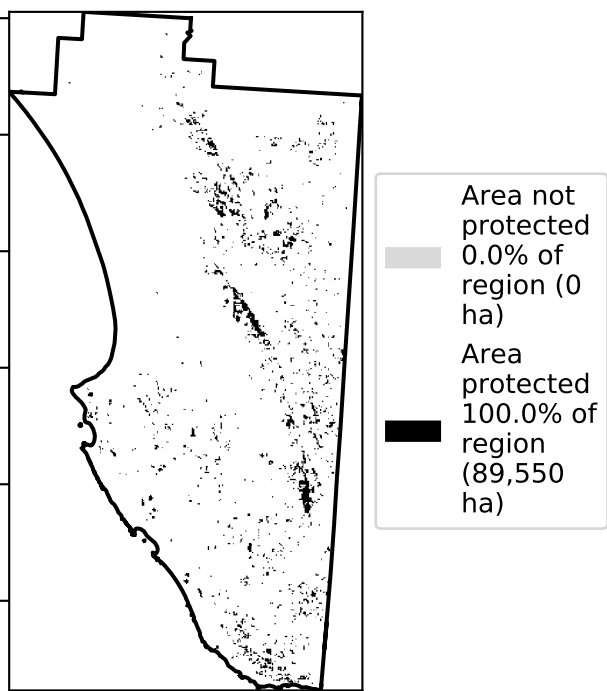 Area not
protected
0.0% of
region (0
ha)
Area
protected
100.0% of
region
(89,550
ha)